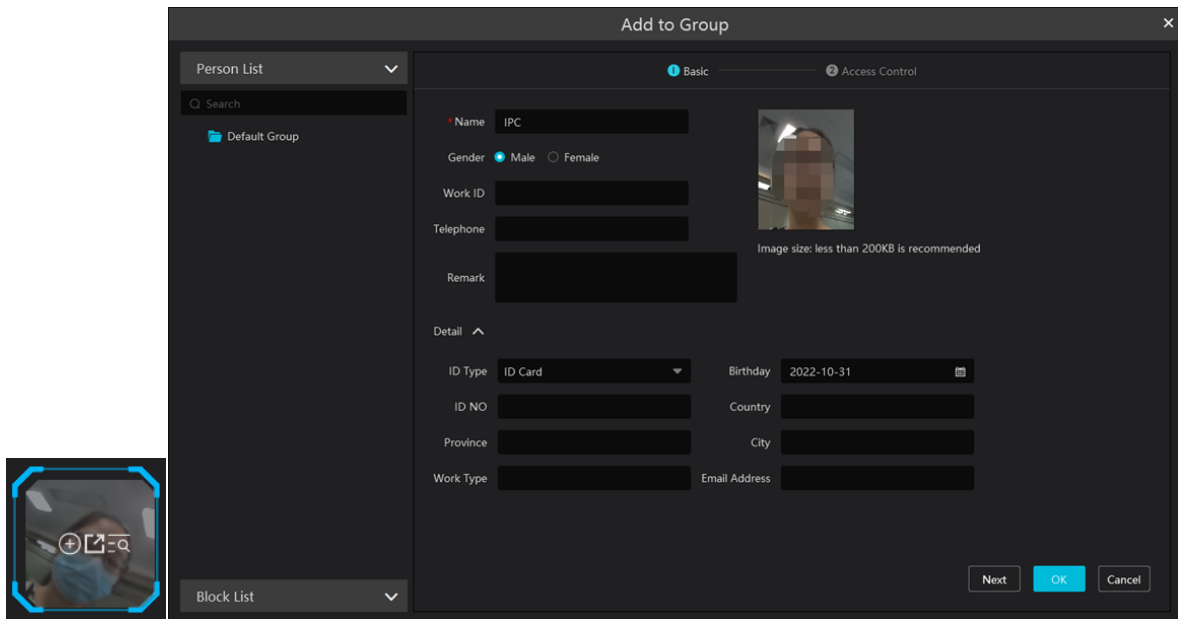 Add to Group
Person List
Search
Default Group
Block List
1 Basic
2 Access Control
* Name IPC
Gender Male Female
Work ID
Telephone
Remark
Image size: less than 200KB is recommended
Detail
ID Type ID Card Birthday 2022-10-31
ID NO Country
Province City
Work Type Email Address
Next OK Cancel